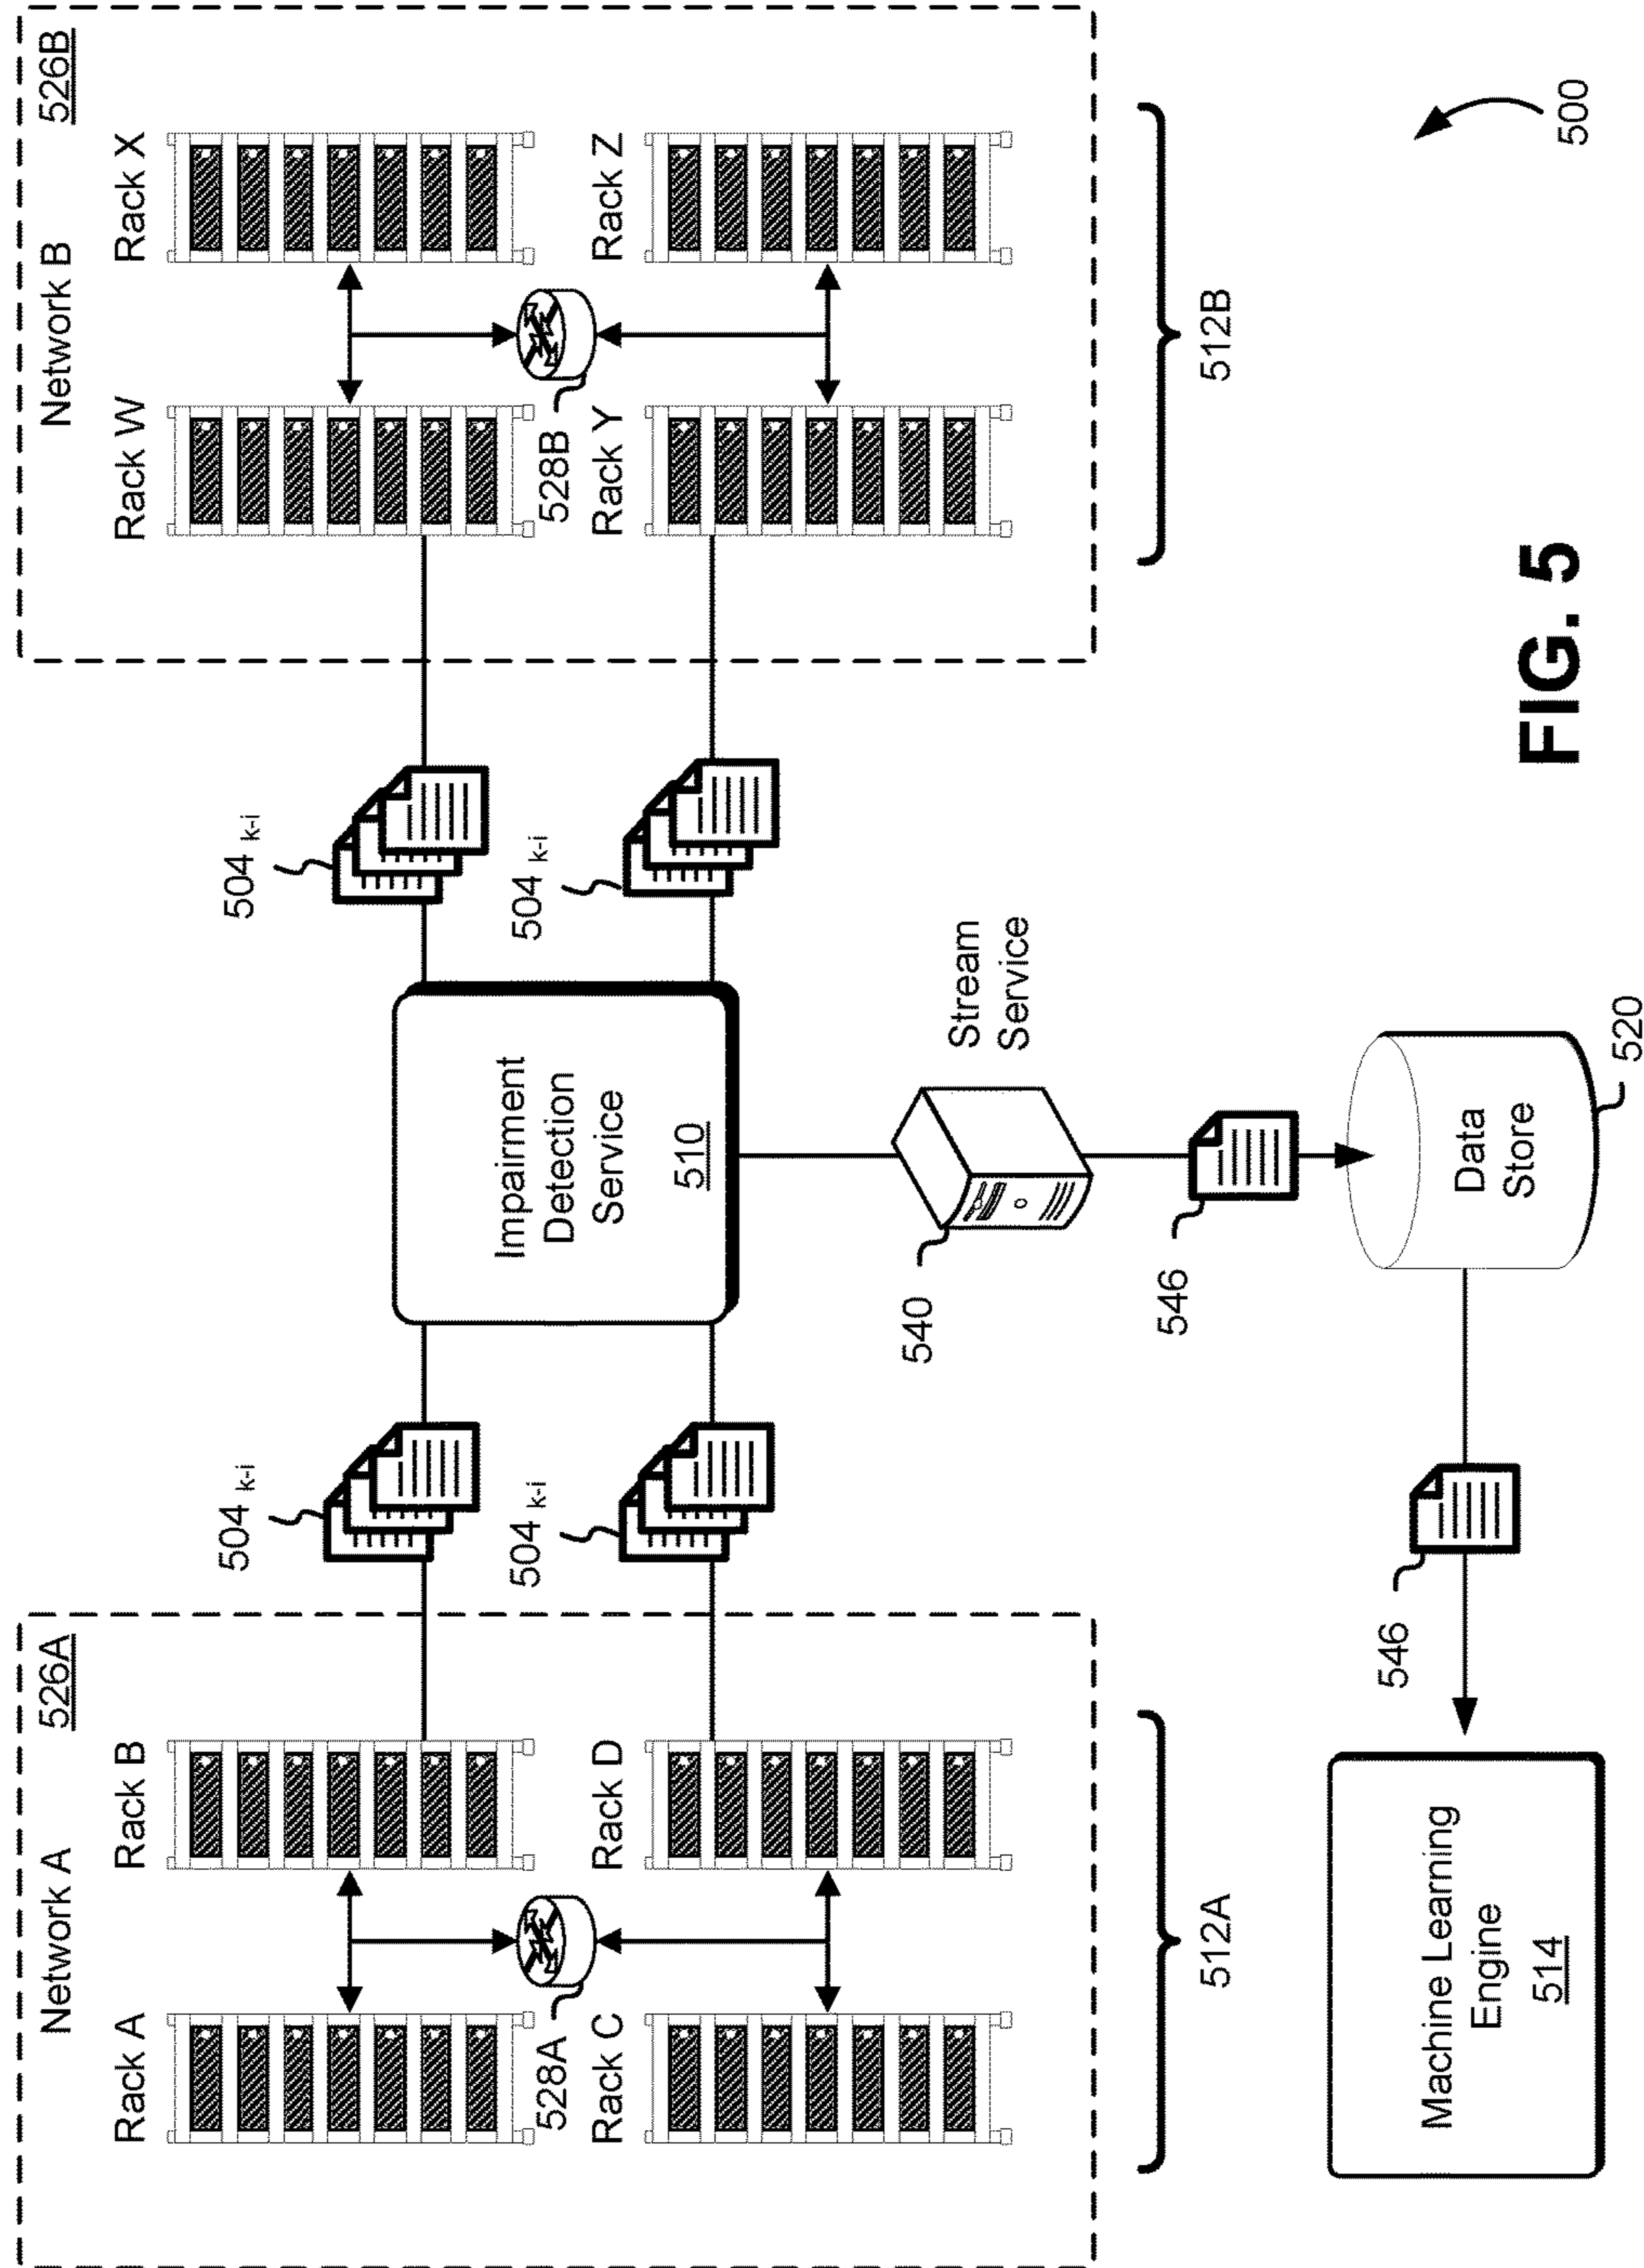 Network A
526A
Rack A
Rack B
528A
Rack C
Rack D
512A
504 k-i
504 k-i
Impairment
Detection
Service
510
504 k-i
504 k-i
Network B
526B
Rack W
Rack X
528B
Rack Y
Rack Z
512B
540
Stream
Service
546
Data
Store
520
546
Machine Learning
Engine
514
500
FIG. 5